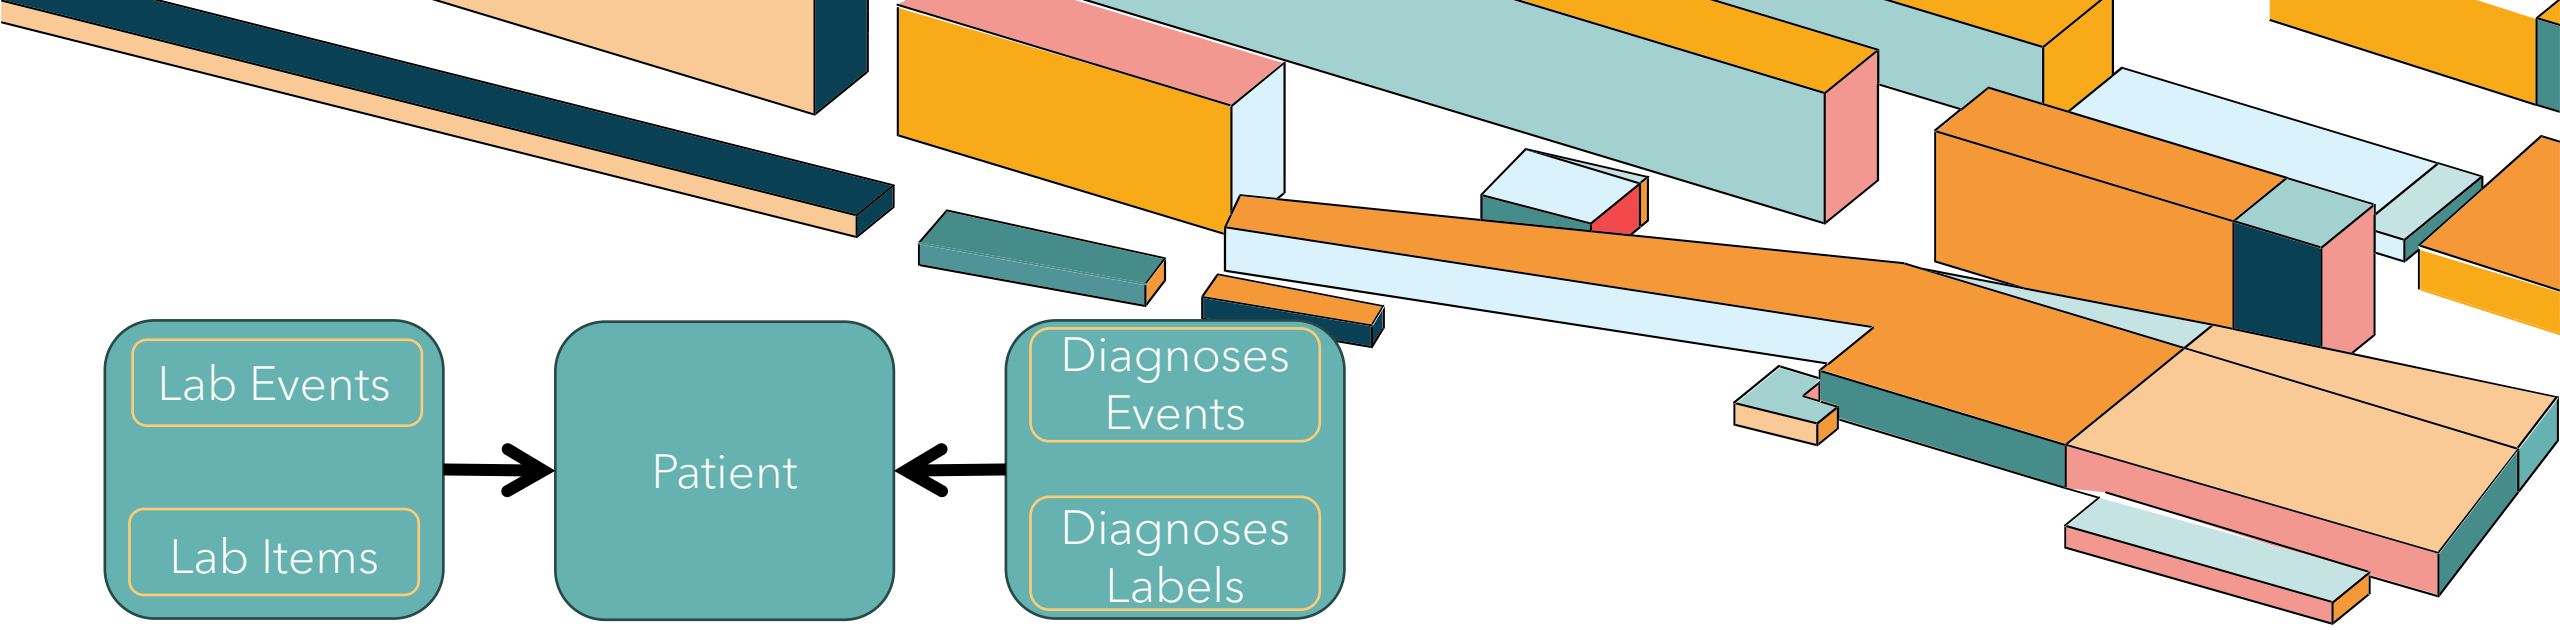 Lab Events
Lab Items
Patient
Diagnoses
Events
Diagnoses
Labels